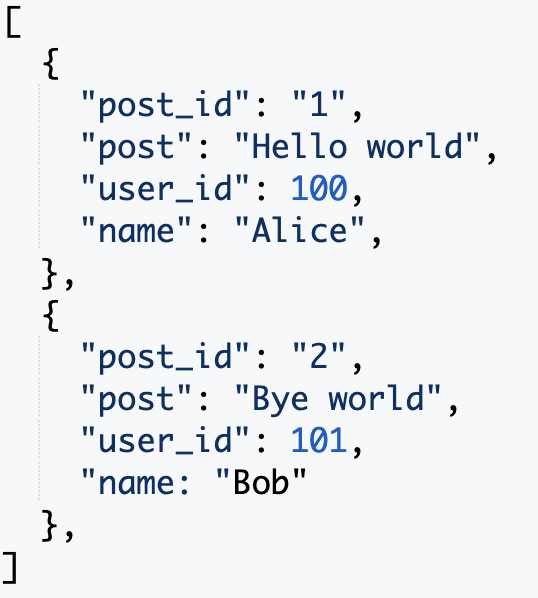 [
  {
    "post_id": "1",
    "post": "Hello world",
    "user_id": 100,
    "name": "Alice",
  },
  {
    "post_id": "2",
    "post": "Bye world",
    "user_id": 101,
    "name: "Bob"
  },
]